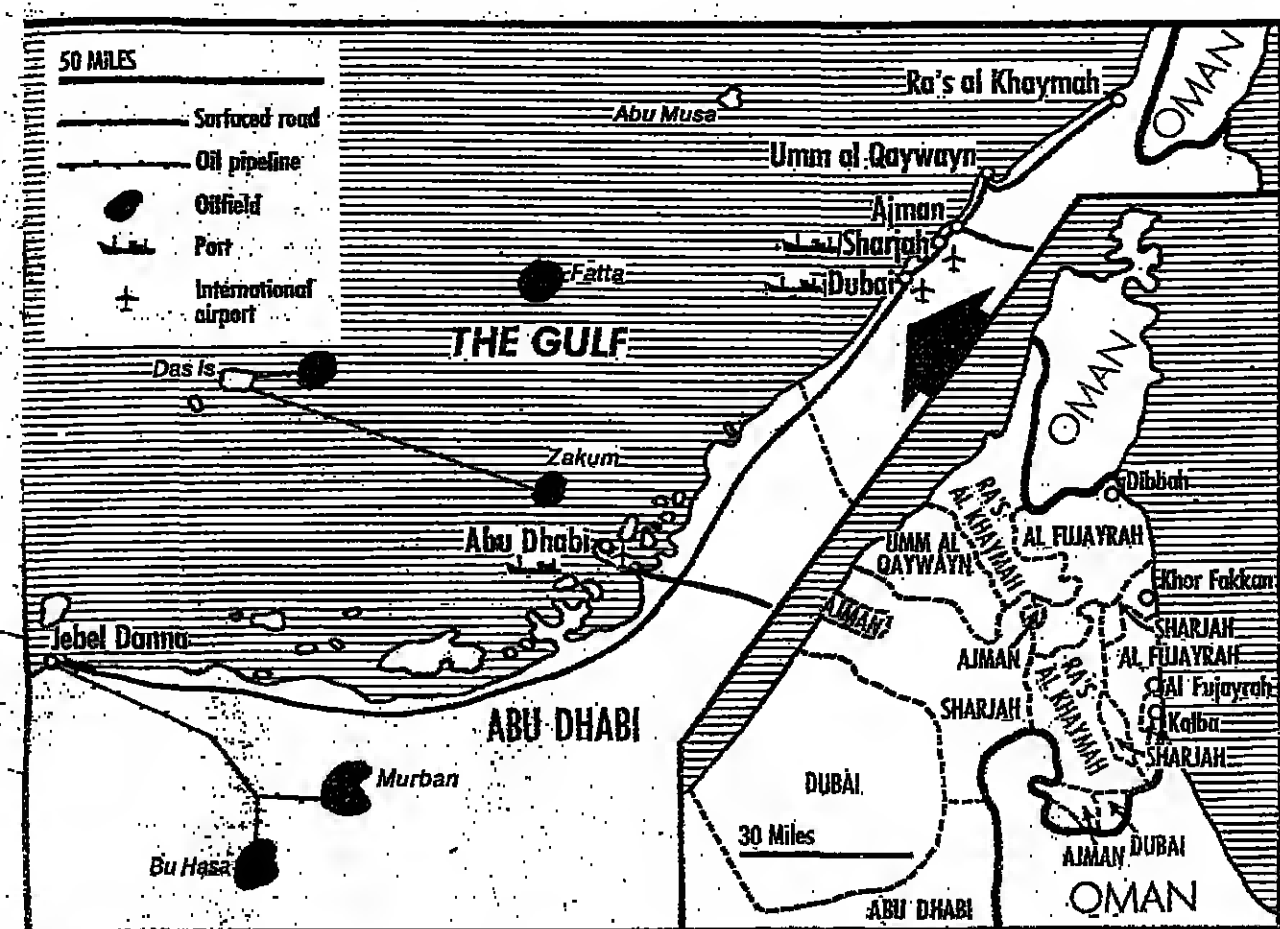 50 MILES
Surfaced road
Oil pipeline
Oilfield
Port
International
airport
Abu Musa
Ra's al Khaymah
OMAN
Umm al Qaywayn
Ajman
Sharjah
Dubai
Fatta
THE GULF
Das Is
Zakum
Abu Dhabi
Jebel Danna
ABU DHABI
Murban
Bu Hasa
OMAN
Dibbah
RA'S
AL KHAYMAH
AL FUJAYRAH
UMM AL
QAYWAYN
Khor Fakkan
AJMAN
SHARJAH
AJMAN
AL FUJAYRAH
RA'S
AL KHAYMAH
Al Fujayrah
SHARJAH
Kalba
SHARJAH
DUBAI
30 Miles
AJMAN
DUBAI
ABU DHABI
OMAN